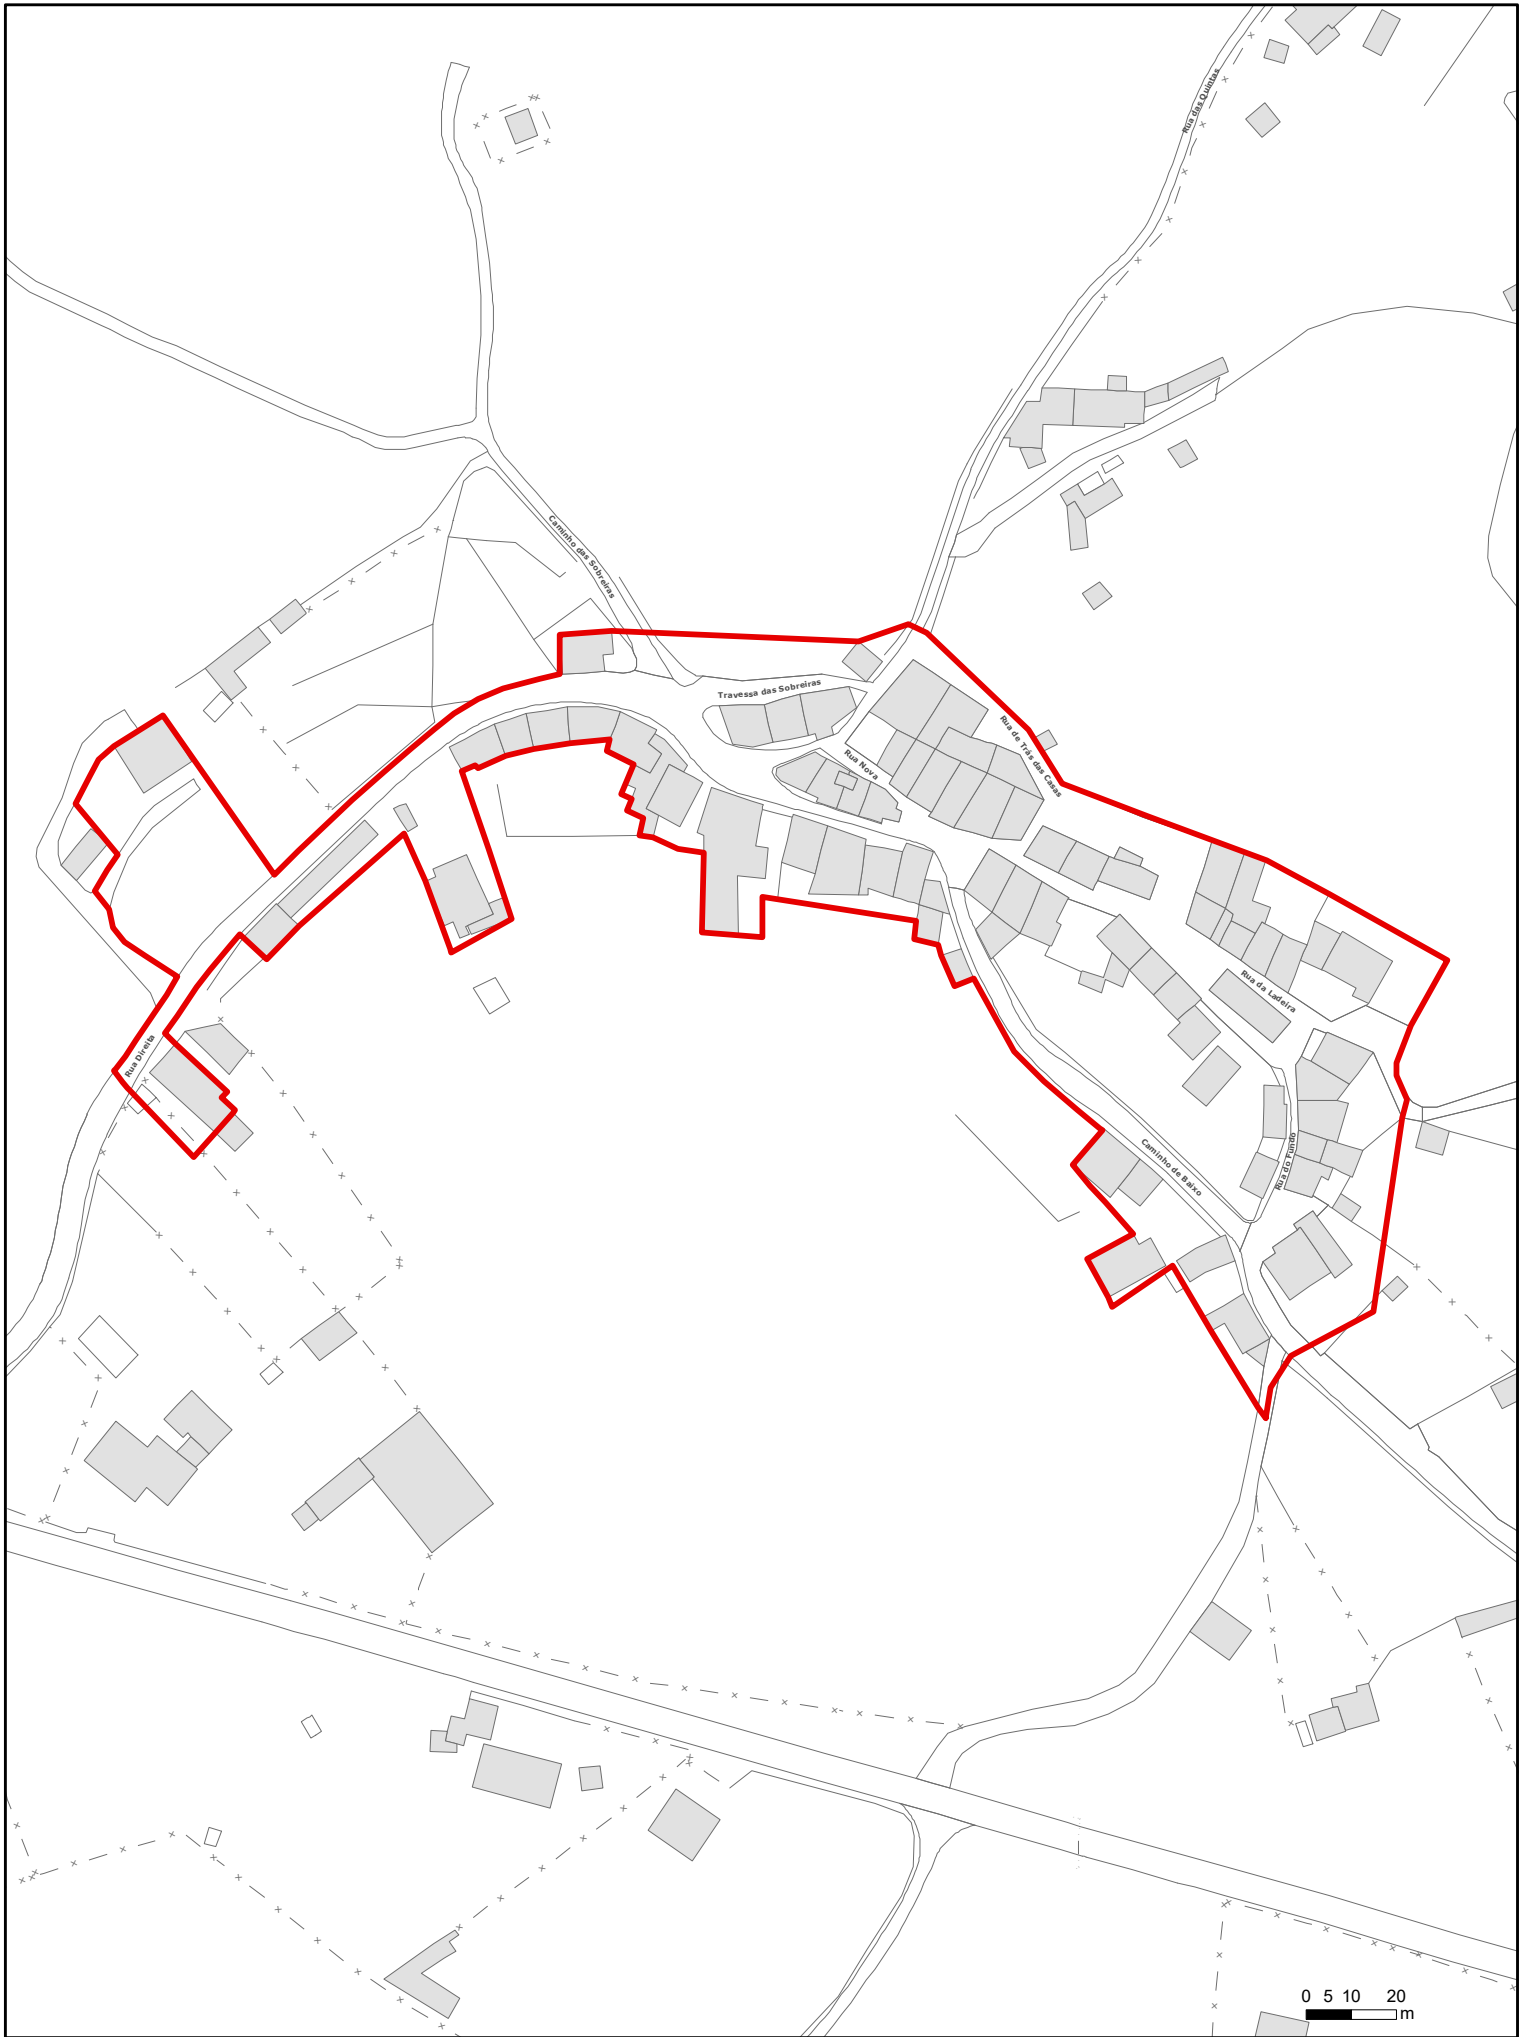 Rua das Quintas
Caminho das Sobreiras
Travessa das Sobreiras
Rua Nova
Rua de Trás das Casas
Rua da Ladeira
Rua Direita
Caminho de Baixo
Rua do Fundo
0 5 10 20
m